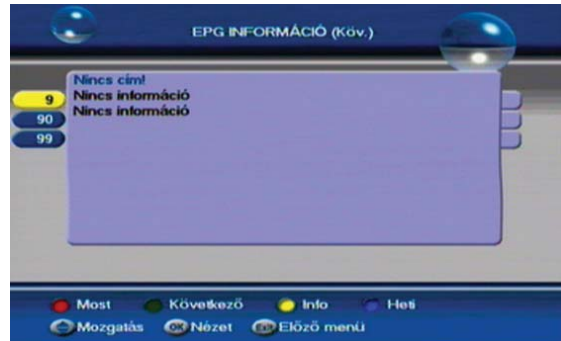 EPG INFORMÁCIÓ (Köv.)
Nincs cím!
9 Nincs információ
90 Nincs információ
99
Most Következő Info Heti
Mozgatás OK Nézet Exit Előző menü